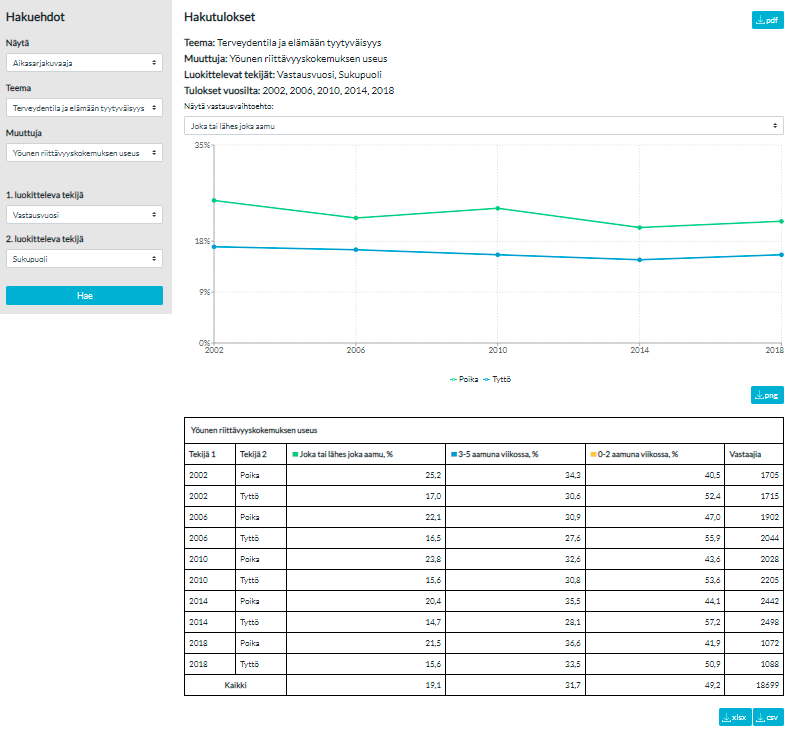 Hakuehdot
Näytä
Aikasarjakuvaaja
Teema
Terveydentila ja elämään tyytyväisyys
Muuttuja
Yöunen riittävyyskokemuksen useus
1. luokitteleva tekijä
Vastausvuosi
2. luokitteleva tekijä
Sukupuoli
Hae
Hakutulokset
pdf
Teema: Terveydentila ja elämään tyytyväisyys
Muuttuja: Yöunen riittävyyskokemuksen useus
Luokittelevat tekijät: Vastausvuosi, Sukupuoli
Tulokset vuosilta: 2002, 2006, 2010, 2014, 2018
Näytä vastausvaihtoehto:
Joka tai lähes joka aamu
35%
18%
9%
0%
2002 2006 2010 2014 2018
Poika Tyttö
png
Yöunen riittävyyskokemuksen useus
Tekijä 1 Tekijä 2 Joka tai lähes joka aamu, % 3-5 aamuna viikossa, % 0-2 aamuna viikossa, % Vastaajia
2002 Poika 25,2 34,3 40,5 1705
2002 Tyttö 17,0 30,6 52,4 1715
2006 Poika 22,1 30,9 47,0 1902
2006 Tyttö 16,5 27,6 55,9 2044
2010 Poika 23,8 32,6 43,6 2028
2010 Tyttö 15,6 30,8 53,6 2205
2014 Poika 20,4 35,5 44,1 2442
2014 Tyttö 14,7 28,1 57,2 2498
2018 Poika 21,5 36,6 41,9 1072
2018 Tyttö 15,6 33,5 50,9 1088
Kaikki 19,1 31,7 49,2 18699
xlsx csv